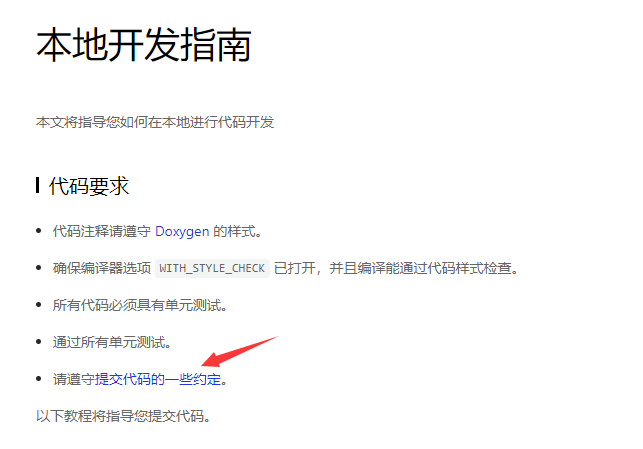 本地开发指南
本文将指导您如何在本地进行代码开发
代码要求
代码注释请遵守 Doxygen 的样式。
确保编译器选项 WITH_STYLE_CHECK 已打开，并且编译能通过代码样式检查。
所有代码必须具有单元测试。
通过所有单元测试。
请遵守提交代码的一些约定。
以下教程将指导您提交代码。